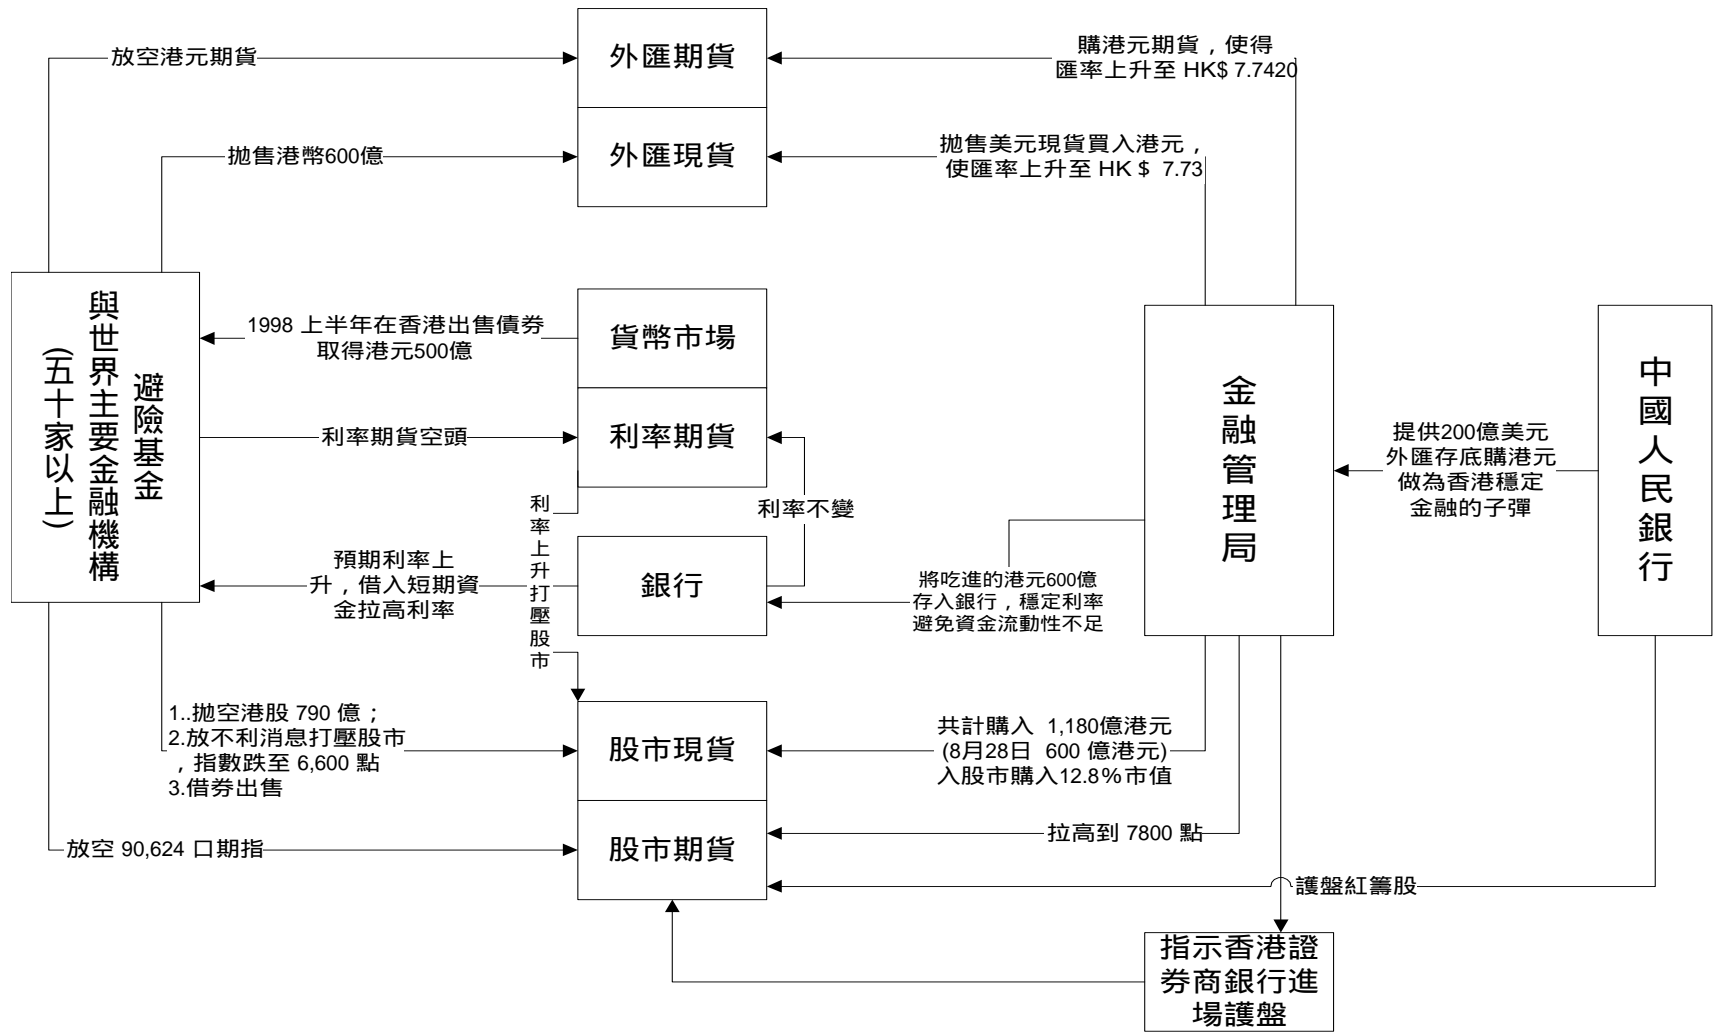 放空港元期貨
外匯期貨
購港元期貨，使得
匯率上升至 HK$ 7.7420
拋售港幣600億
外匯現貨
拋售美元現貨買入港元，
使匯率上升至 HK $ 7.73
避險基金
與世界主要金融機構
(五十家以上)
1998 上半年在香港出售債券
取得港元500億
貨幣市場
利率期貨空頭
利率期貨
利率上升打壓股市
利率不變
預期利率上
升，借入短期資
金拉高利率
銀行
將吃進的港元600億
存入銀行，穩定利率
避免資金流動性不足
金融管理局
提供200億美元
外匯存底購港元
做為香港穩定
金融的子彈
中國人民銀行
1..拋空港股 790 億；
2.放不利消息打壓股市
，指數跌至 6,600 點
3.借券出售
股市現貨
共計購入 1,180億港元
(8月28日 600 億港元)
入股市購入12.8%市值
放空 90,624 口期指
股市期貨
拉高到 7800 點
護盤紅籌股
指示香港證
券商銀行進
場護盤